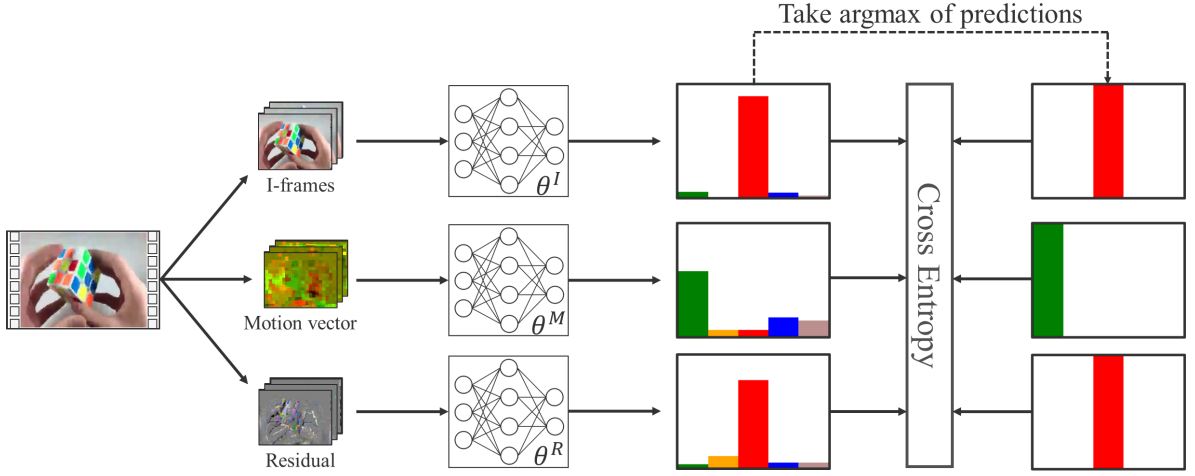 Take argmax of predictions
I-frames
θ^I
Motion vector
θ^M
Cross Entropy
Residual
θ^R